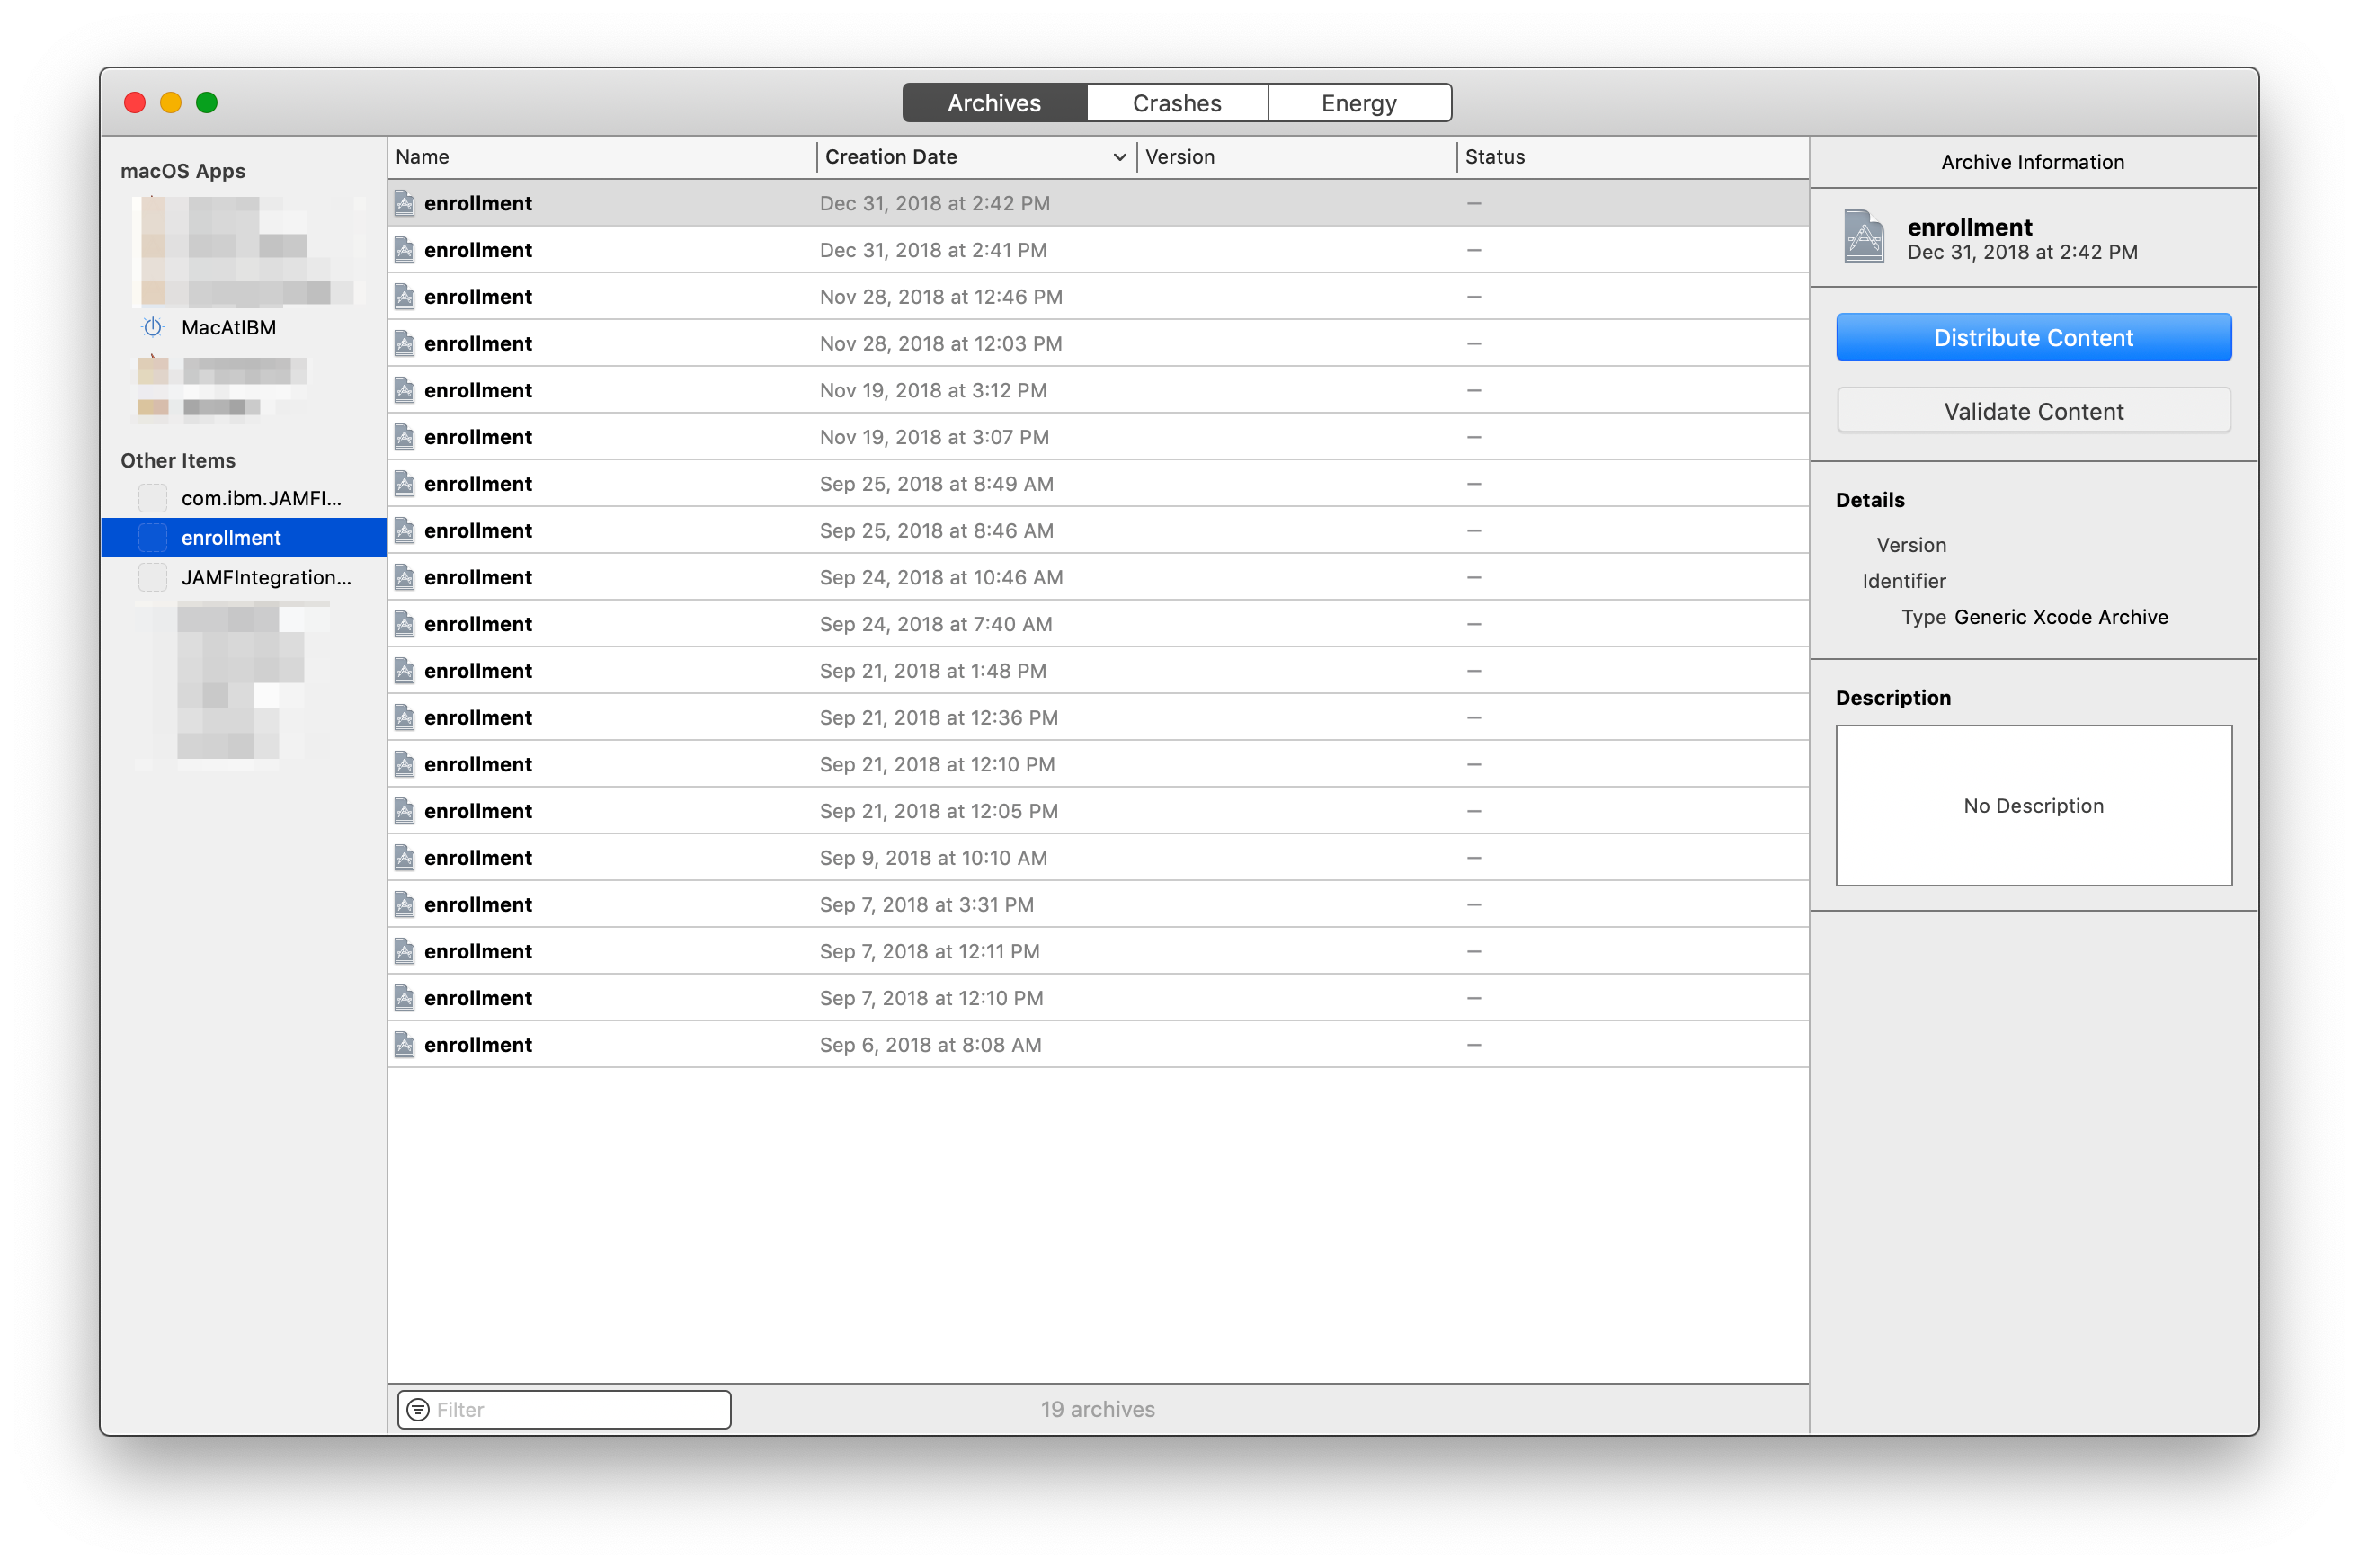 Archives Crashes Energy
macOS Apps
MacAtIBM
Other Items
com.ibm.JAMFI...
enrollment
JAMFIntegration...
Name Creation Date Version Status
enrollment Dec 31, 2018 at 2:42 PM —
enrollment Dec 31, 2018 at 2:41 PM —
enrollment Nov 28, 2018 at 12:46 PM —
enrollment Nov 28, 2018 at 12:03 PM —
enrollment Nov 19, 2018 at 3:12 PM —
enrollment Nov 19, 2018 at 3:07 PM —
enrollment Sep 25, 2018 at 8:49 AM —
enrollment Sep 25, 2018 at 8:46 AM —
enrollment Sep 24, 2018 at 10:46 AM —
enrollment Sep 24, 2018 at 7:40 AM —
enrollment Sep 21, 2018 at 1:48 PM —
enrollment Sep 21, 2018 at 12:36 PM —
enrollment Sep 21, 2018 at 12:10 PM —
enrollment Sep 21, 2018 at 12:05 PM —
enrollment Sep 9, 2018 at 10:10 AM —
enrollment Sep 7, 2018 at 3:31 PM —
enrollment Sep 7, 2018 at 12:11 PM —
enrollment Sep 7, 2018 at 12:10 PM —
enrollment Sep 6, 2018 at 8:08 AM —
Filter 19 archives
Archive Information
enrollment
Dec 31, 2018 at 2:42 PM
Distribute Content
Validate Content
Details
Version
Identifier
Type Generic Xcode Archive
Description
No Description